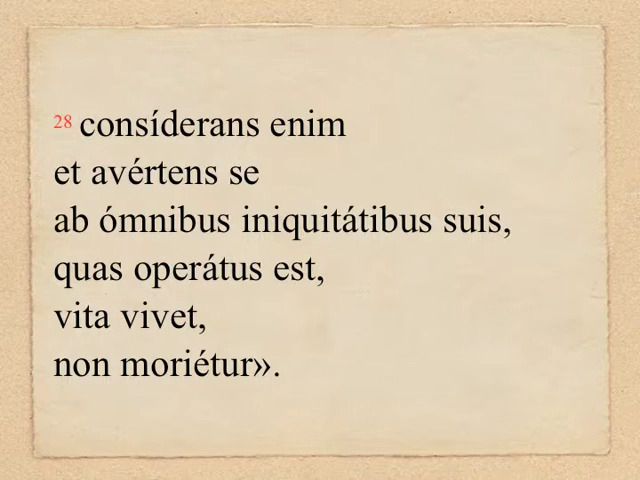 28 consíderans enim
et avértens se
ab ómnibus iniquitátibus suis,
quas operátus est,
vita vivet,
non moriétur».